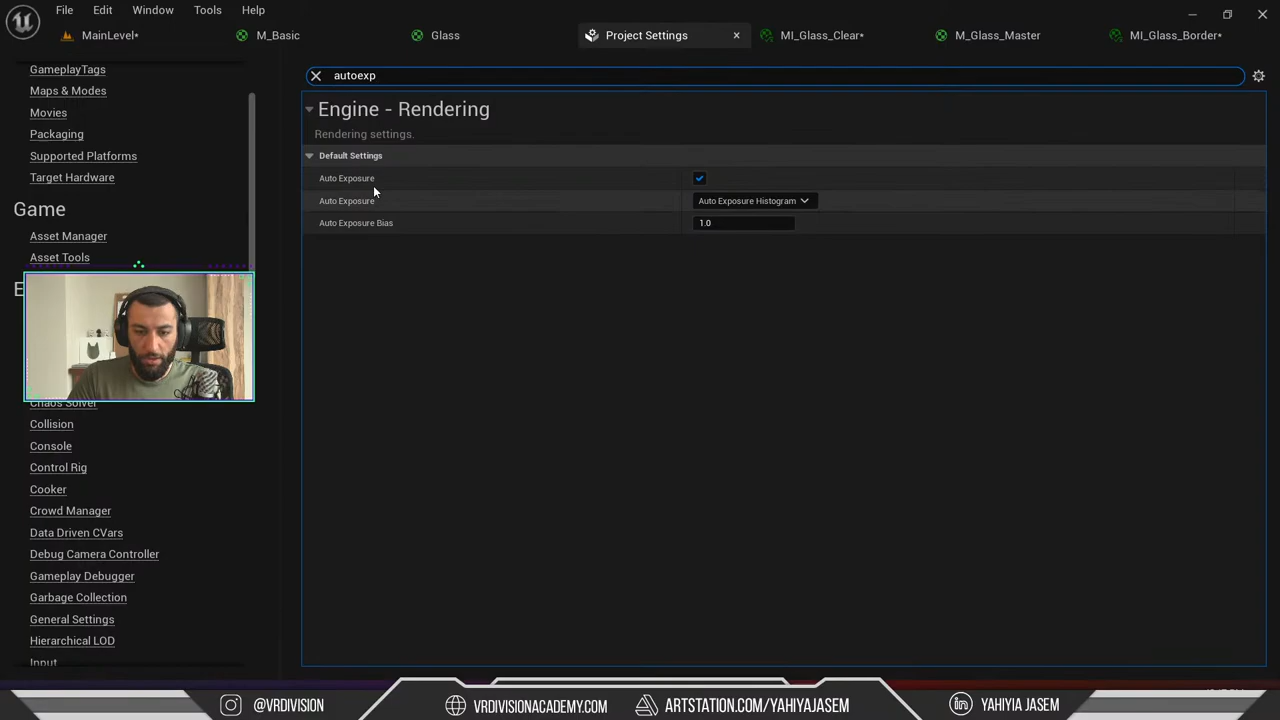 File Edit Window Tools Help
MainLevel* M_Basic Glass Project Settings MI_Glass_Clear* M_Glass_Master MI_Glass_Border*
GameplayTags
Maps & Modes
Movies
Packaging
Supported Platforms
Target Hardware
Game
Asset Manager
Asset Tools
E
Chaos Solver
Collision
Console
Control Rig
Cooker
Crowd Manager
Data Driven CVars
Debug Camera Controller
Gameplay Debugger
Garbage Collection
General Settings
Hierarchical LOD
Input
autoexp
Engine - Rendering
Rendering settings.
Default Settings
Auto Exposure
Auto Exposure Auto Exposure Histogram
Auto Exposure Bias 1.0
@VRDIVISION VRDIVISIONACADEMY.COM ARTSTATION.COM/YAHIYAJASEM YAHIYIA JASEM